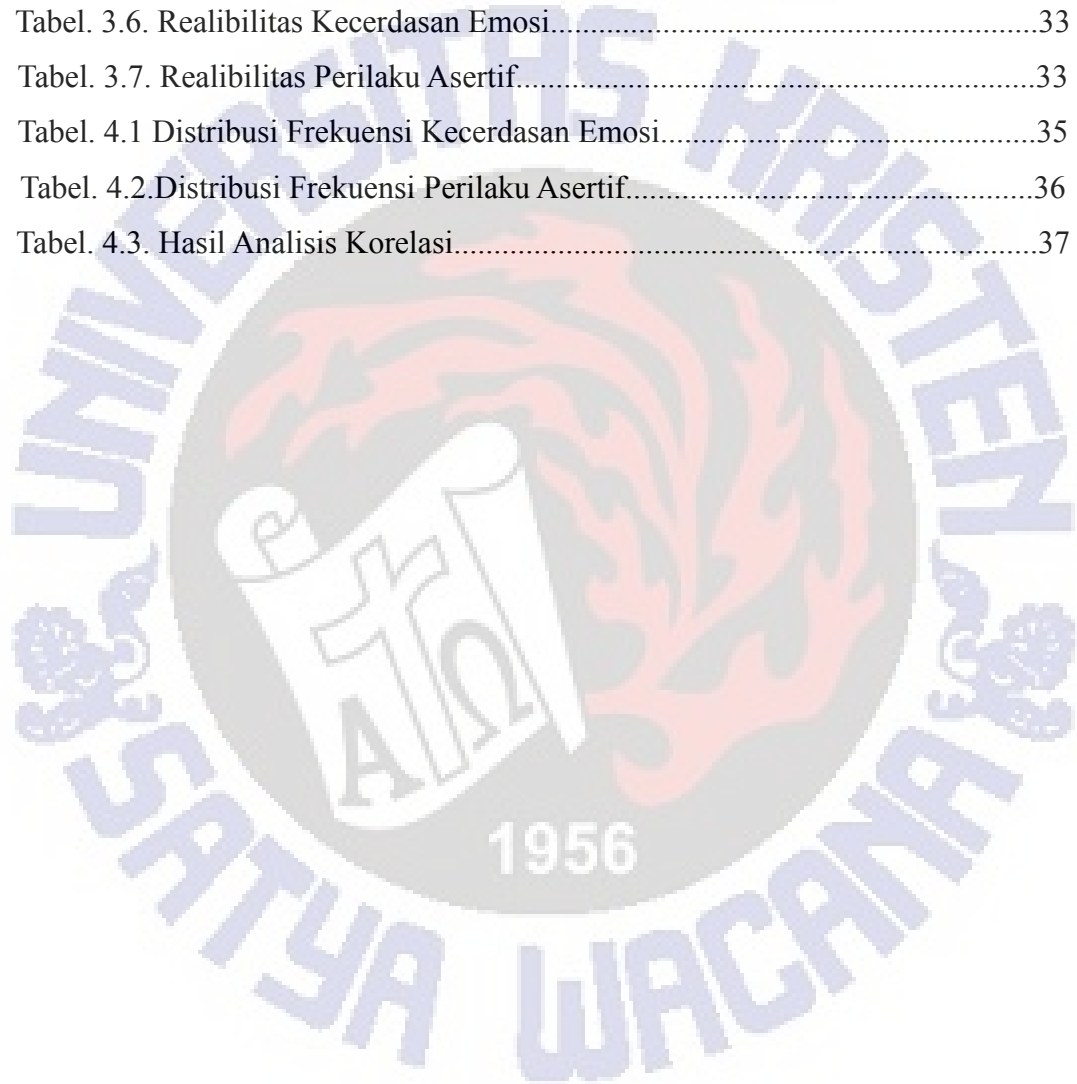 Tabel. 3.6. Realibilitas Kecerdasan Emosi.......................................................................33
Tabel. 3.7. Realibilitas Perilaku Asertif...........................................................................33
Tabel. 4.1 Distribusi Frekuensi Kecerdasan Emosi.........................................................35
Tabel. 4.2.Distribusi Frekuensi Perilaku Asertif.............................................................36
Tabel. 4.3. Hasil Analisis Korelasi...................................................................................37
UNIVERSITAS KRISTEN
A Ω
1956
SATYA WACANA